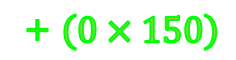 + (0 × 150)